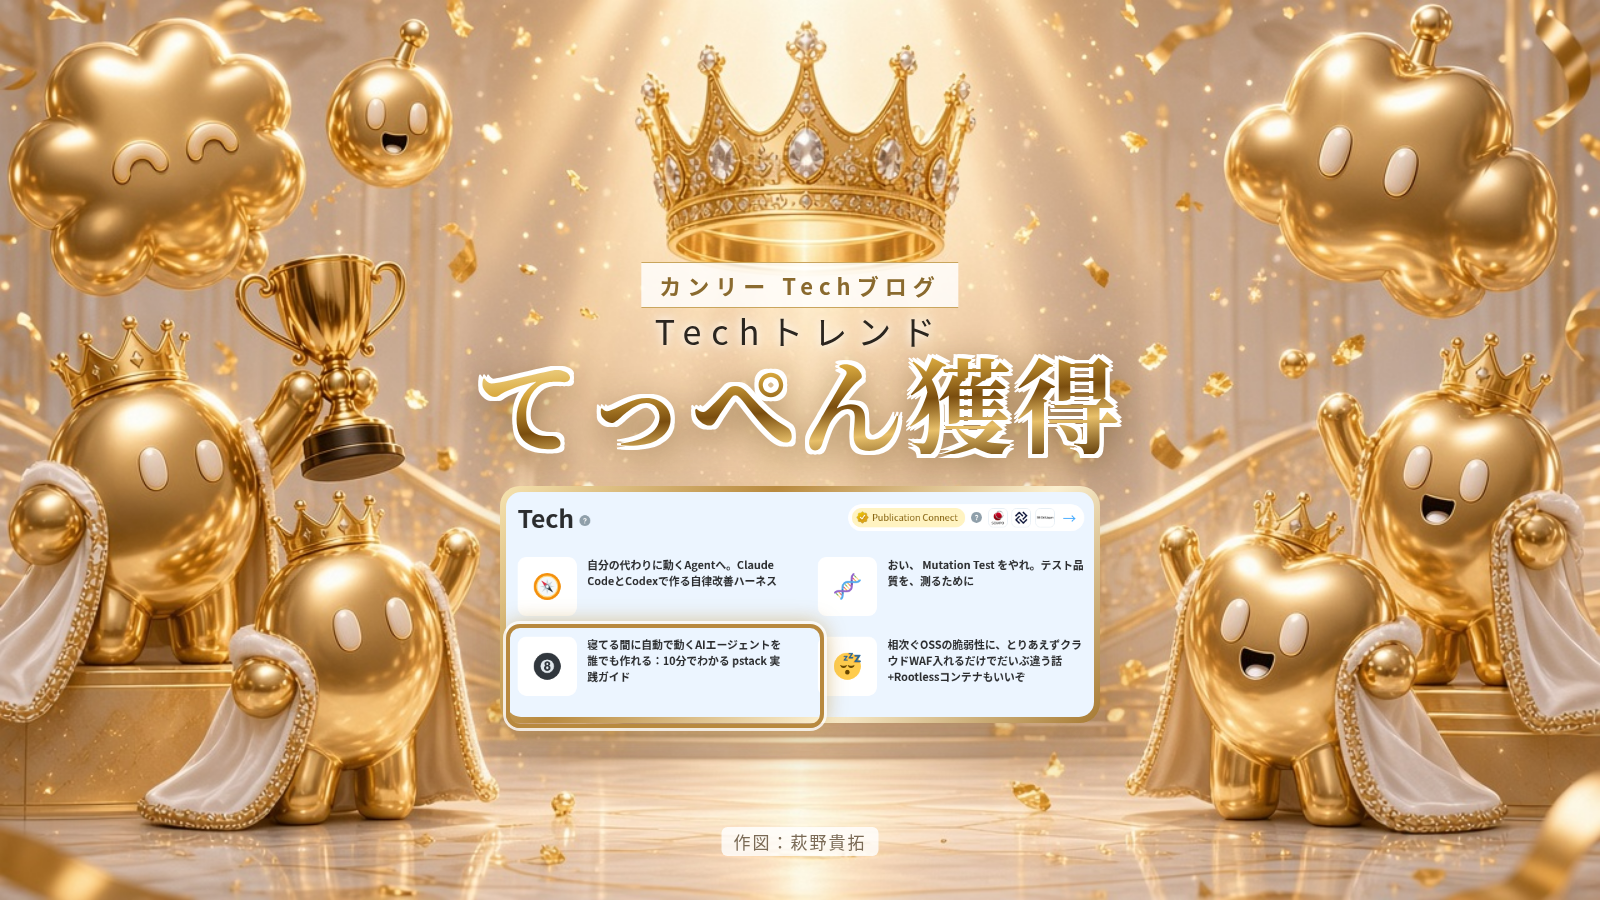 カンリー Techブログ
Techトレンド
てっぺん獲得
Tech ?
Publication Connect ?
自分の代わりに動くAgentへ。Claude
CodeとCodexで作る自律改善ハーネス
おい、 Mutation Test をやれ。テスト品
質を、測るために
8
寝てる間に自動で動くAIエージェントを
誰でも作れる：10分でわかる pstack 実
践ガイド
相次ぐOSSの脆弱性に、とりあえずクラ
ウドWAF入れるだけでだいぶ違う話
+Rootlessコンテナもいいぞ
作図：萩野貴拓